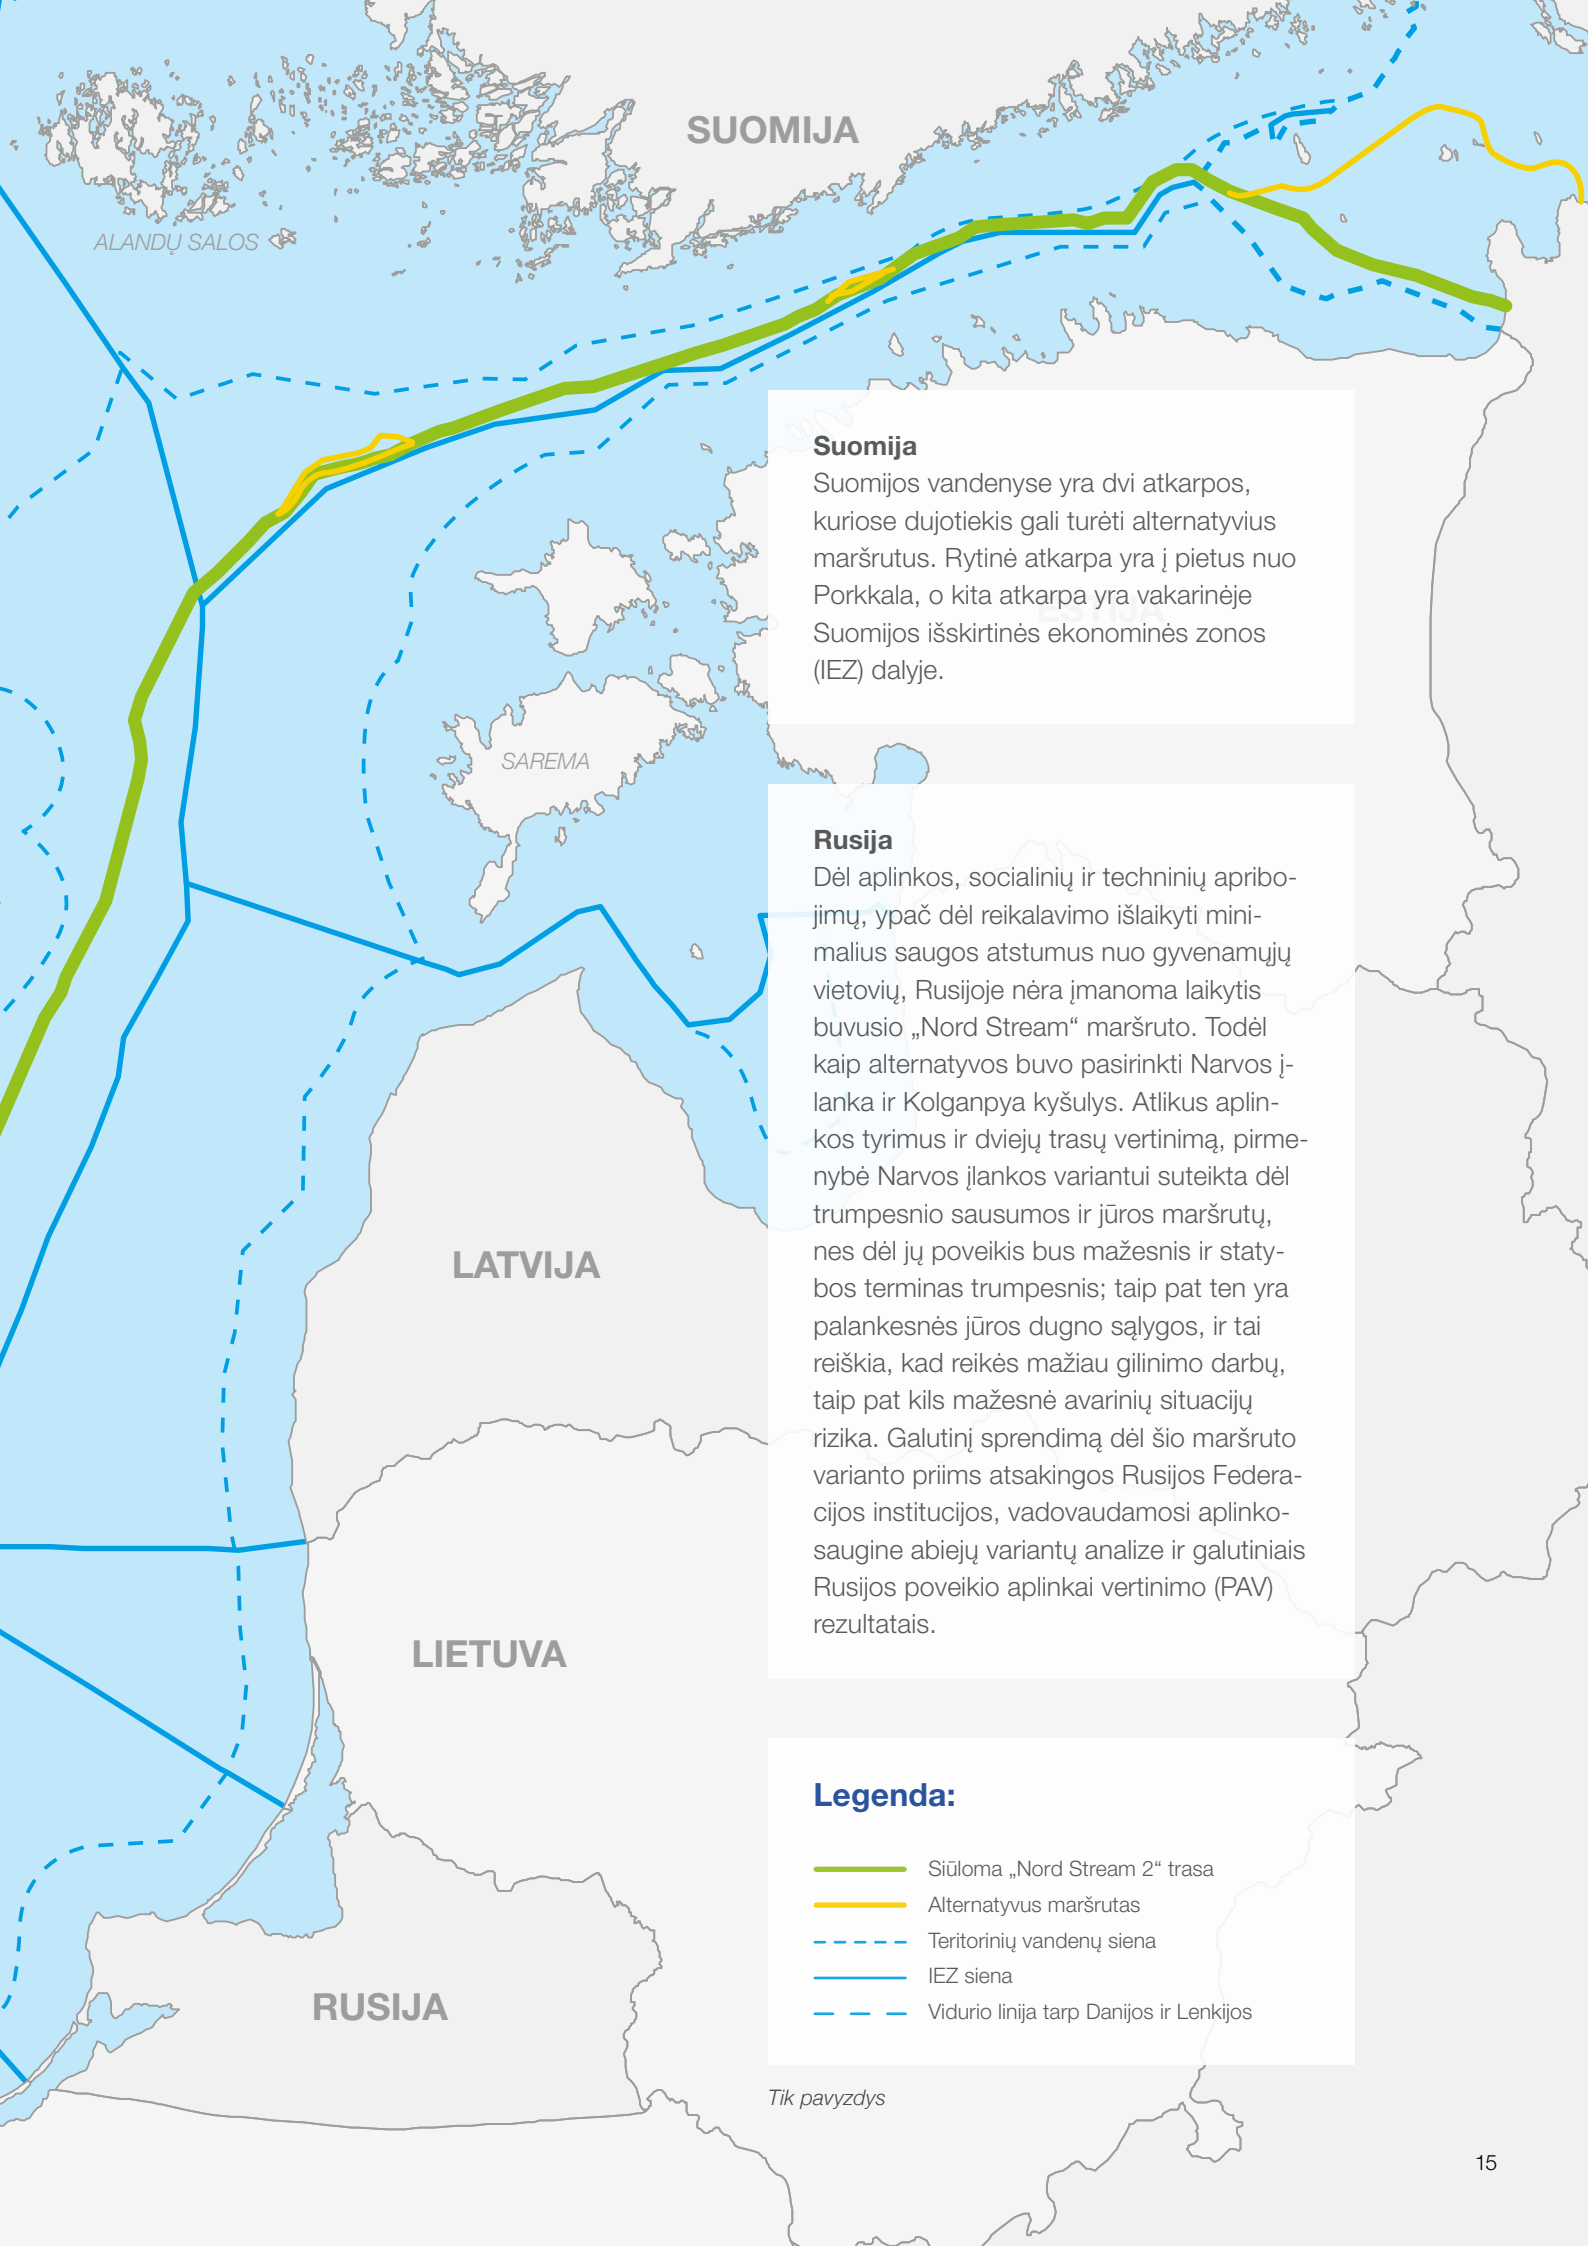 SUOMIJA
ALANDŲ SALOS
Suomija
Suomijos vandenyse yra dvi atkarpos,
kuriose dujotiekis gali turėti alternatyvius
maršrutus. Rytinė atkarpa yra į pietus nuo
Porkkala, o kita atkarpa yra vakarinėje
Suomijos išskirtinės ekonominės zonos
(IEZ) dalyje.
ESTIJA
SAREMA
Rusija
Dėl aplinkos, socialinių ir techninių apribo-
jimų, ypač dėl reikalavimo išlaikyti mini-
malius saugos atstumus nuo gyvenamųjų
vietovių, Rusijoje nėra įmanoma laikytis
buvusio „Nord Stream“ maršruto. Todėl
kaip alternatyvos buvo pasirinkti Narvos į-
lanka ir Kolganpya kyšulys. Atlikus aplin-
kos tyrimus ir dviejų trasų vertinimą, pirme-
nybė Narvos įlankos variantui suteikta dėl
trumpesnio sausumos ir jūros maršrutų,
nes dėl jų poveikis bus mažesnis ir staty-
bos terminas trumpesnis; taip pat ten yra
palankesnės jūros dugno sąlygos, ir tai
reiškia, kad reikės mažiau gilinimo darbų,
taip pat kils mažesnė avarinių situacijų
rizika. Galutinį sprendimą dėl šio maršruto
varianto priims atsakingos Rusijos Federa-
cijos institucijos, vadovaudamosi aplinko-
saugine abiejų variantų analize ir galutiniais
Rusijos poveikio aplinkai vertinimo (PAV)
rezultatais.
LATVIJA
LIETUVA
RUSIJA
Legenda:
Siūloma „Nord Stream 2“ trasa
Alternatyvus maršrutas
Teritorinių vandenų siena
IEZ siena
Vidurio linija tarp Danijos ir Lenkijos
Tik pavyzdys
15